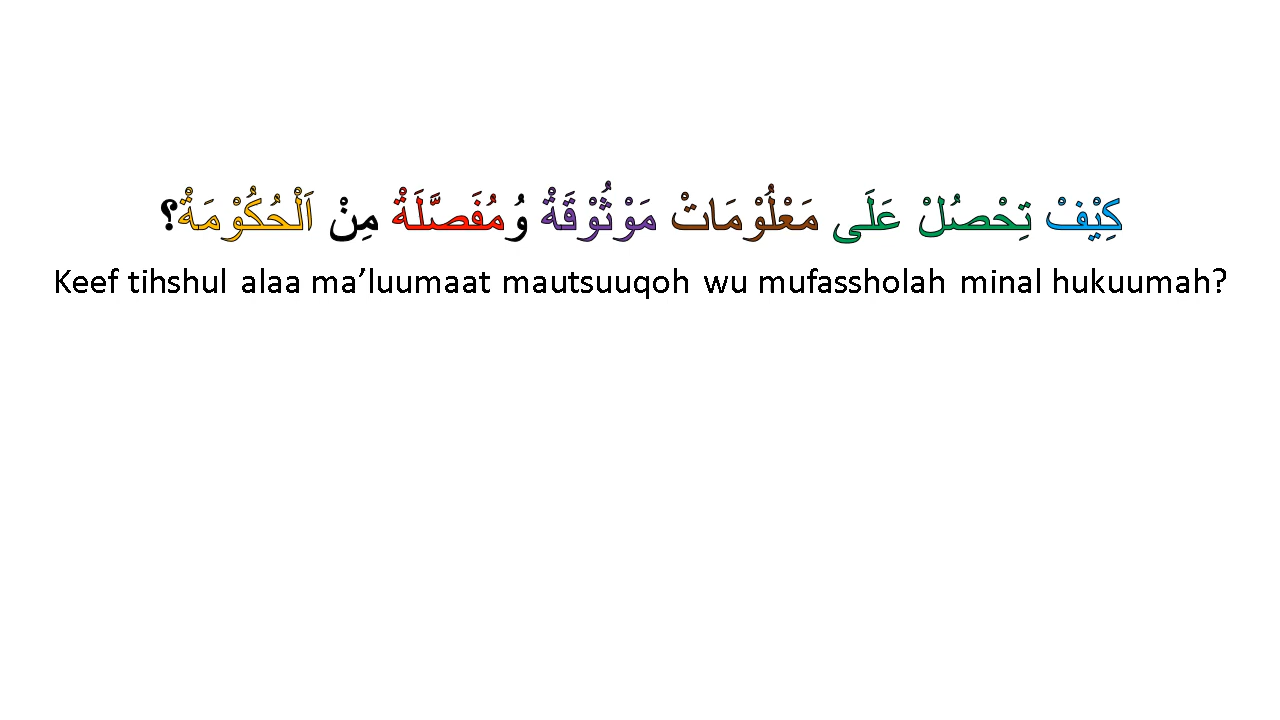 كِيْفْ تِحْصُلْ عَلَى مَعْلُوْمَاتْ مَوْثُوْقَةْ وُمُفَصَّلَةْ مِنْ اَلْحُكُوْمَةْ؟
Keef tihshul alaa ma’luumaat mautsuuqoh wu mufassholah minal hukuumah?